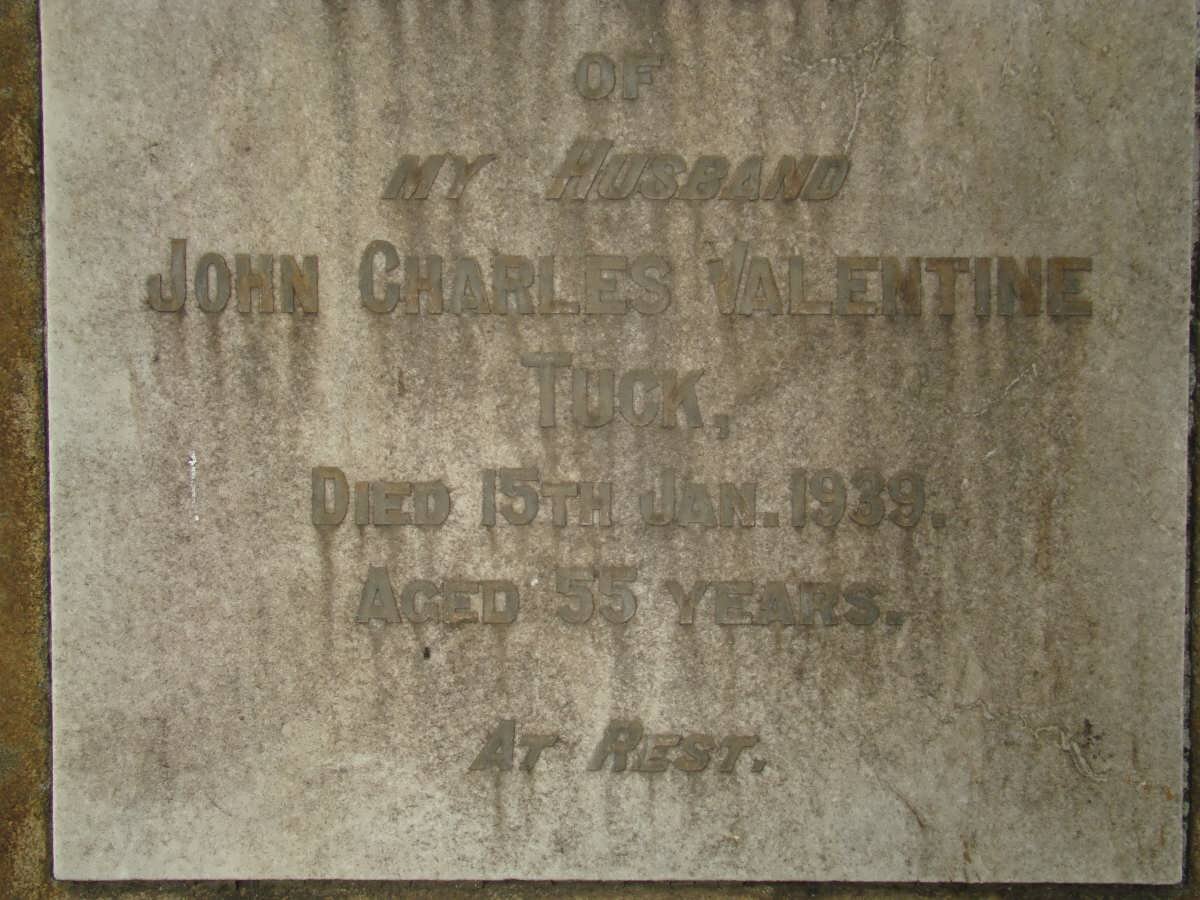 OF
MY HUSBAND
JOHN CHARLES VALENTINE
TUCK,
DIED 15TH JAN. 1939.
AGED 55 YEARS.
AT REST.